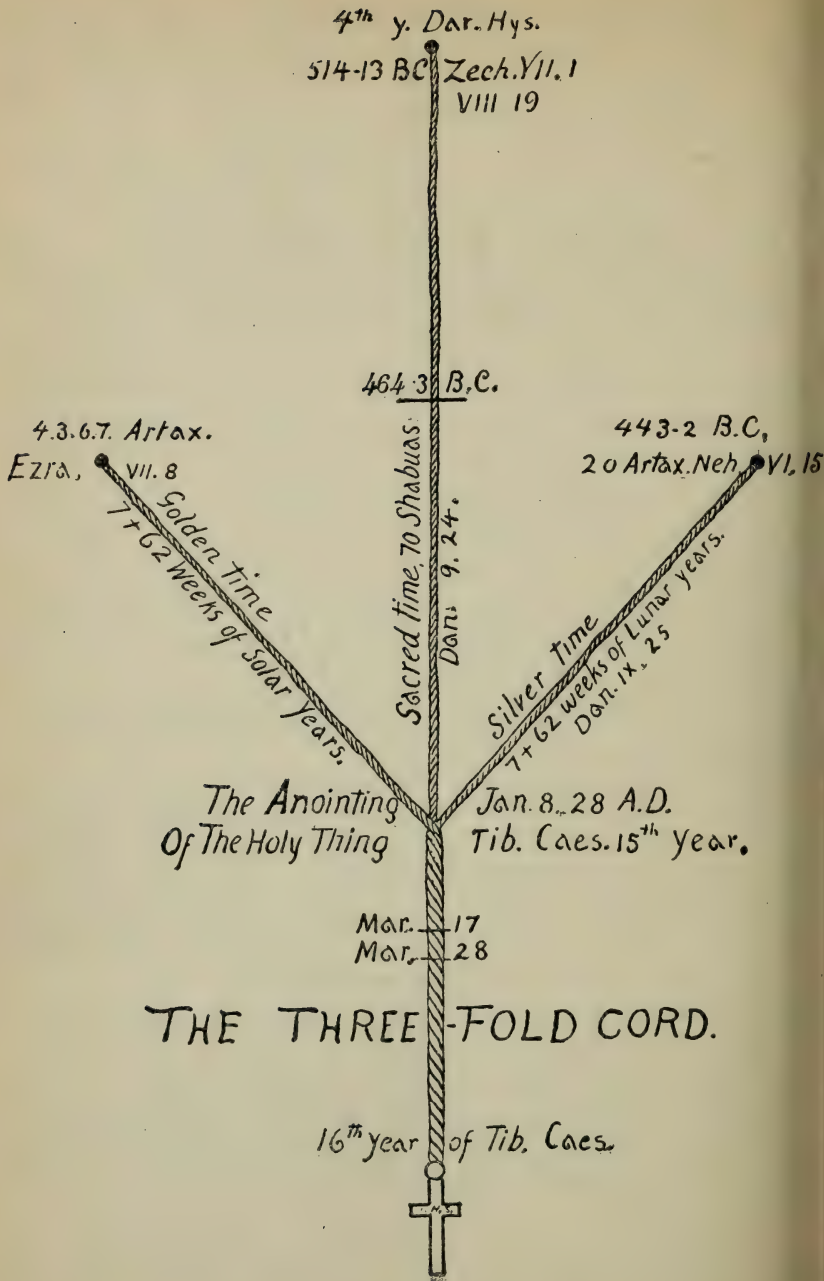 4th y. Dar. Hys.
514-13 BC Zech. VII. 1
VIII 19
464-3 B.C.
4.3.6.7. Artax.
Ezra, VII. 8
443-2 B.C,
20 Artax. Neh, VI, 15
Golden time
7 + 62 Weeks of Solar Years.
Sacred time, 70 Shabuas
Dan. 9. 24.
Silver time
7 + 62 weeks of Lunar years.
Dan. IX, 25
The Anointing Jan. 8., 28 A.D.
Of The Holy Thing Tib. Caes. 15th Year.
Mar. 17
Mar. 28
THE THREE-FOLD CORD.
16th year of Tib. Caes.